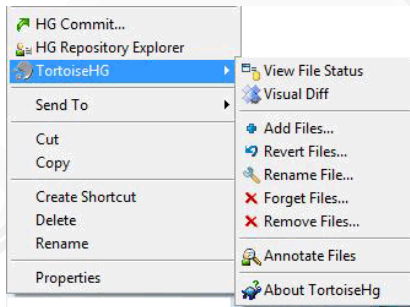 HG Commit...
HG Repository Explorer
TortoiseHG
Send To
Cut
Copy
Create Shortcut
Delete
Rename
Properties
View File Status
Visual Diff
Add Files...
Revert Files...
Rename File...
Forget Files...
Remove Files...
Annotate Files
About TortoiseHg